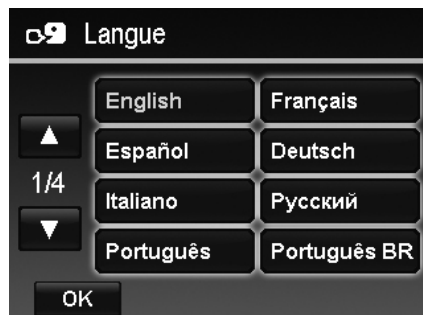 Langue
English Français
Español Deutsch
1/4
Italiano Русский
Português Português BR
OK